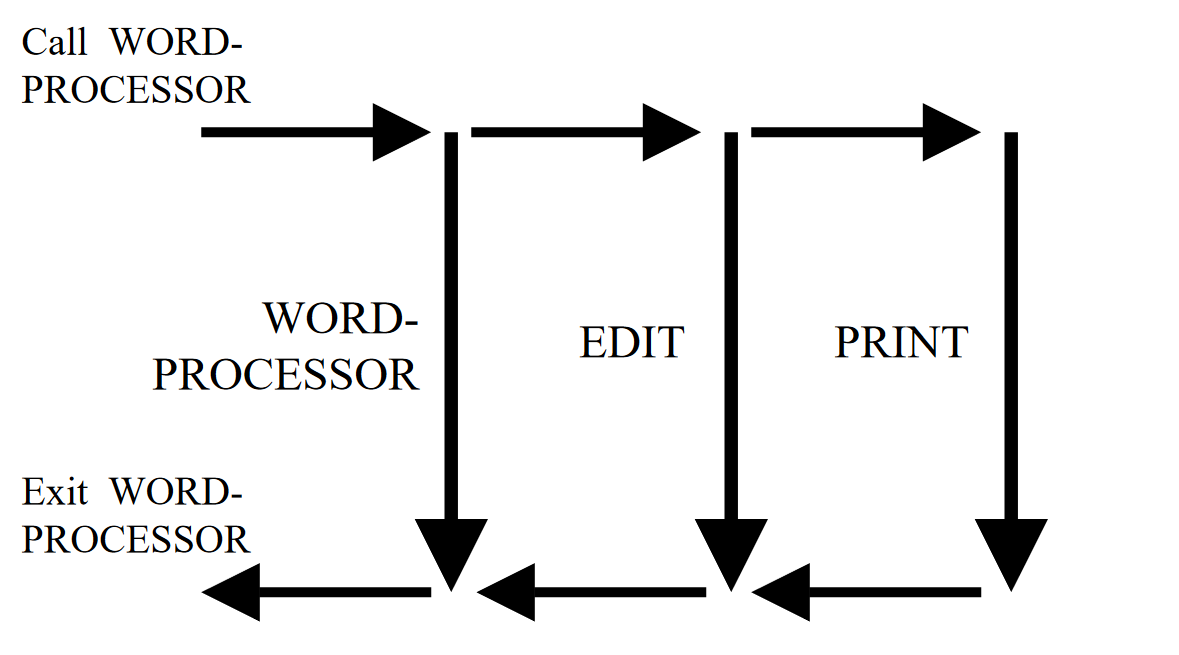 Call WORD-
PROCESSOR
WORD-
PROCESSOR
EDIT
PRINT
Exit WORD-
PROCESSOR